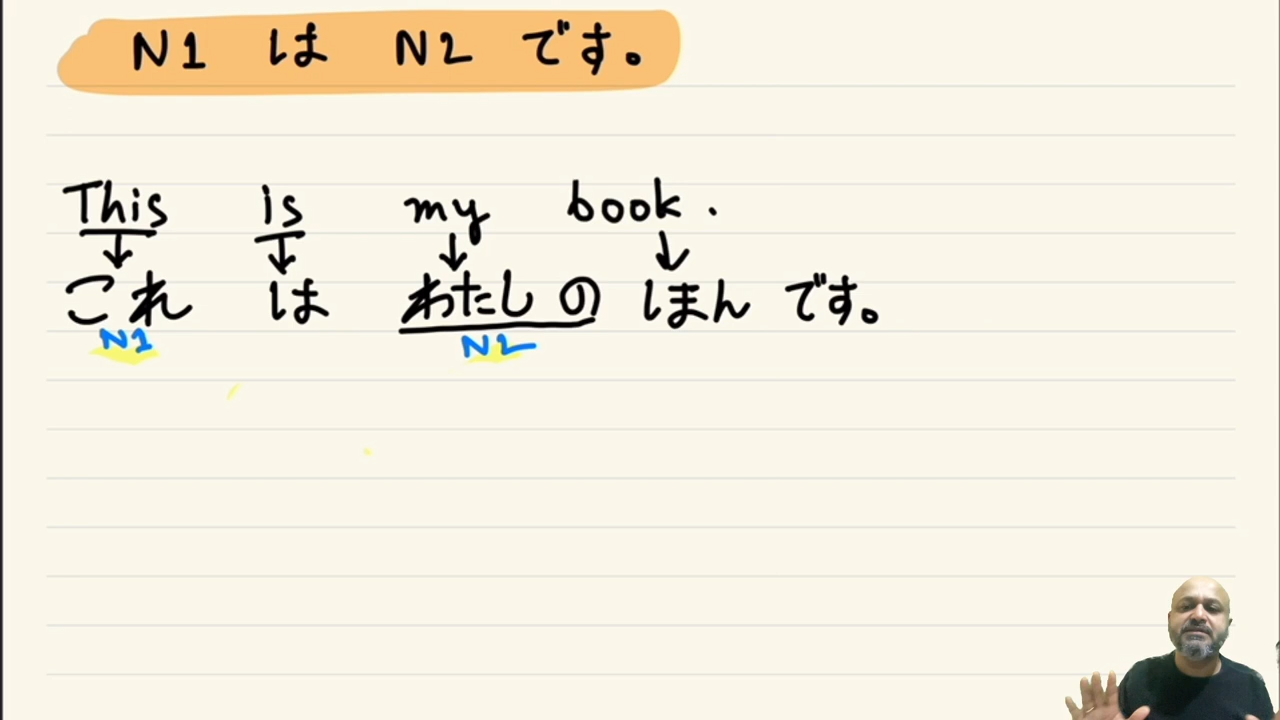 N1 は N2 です。
This is my book.
これ は わたし の ほん です。
N1 N2